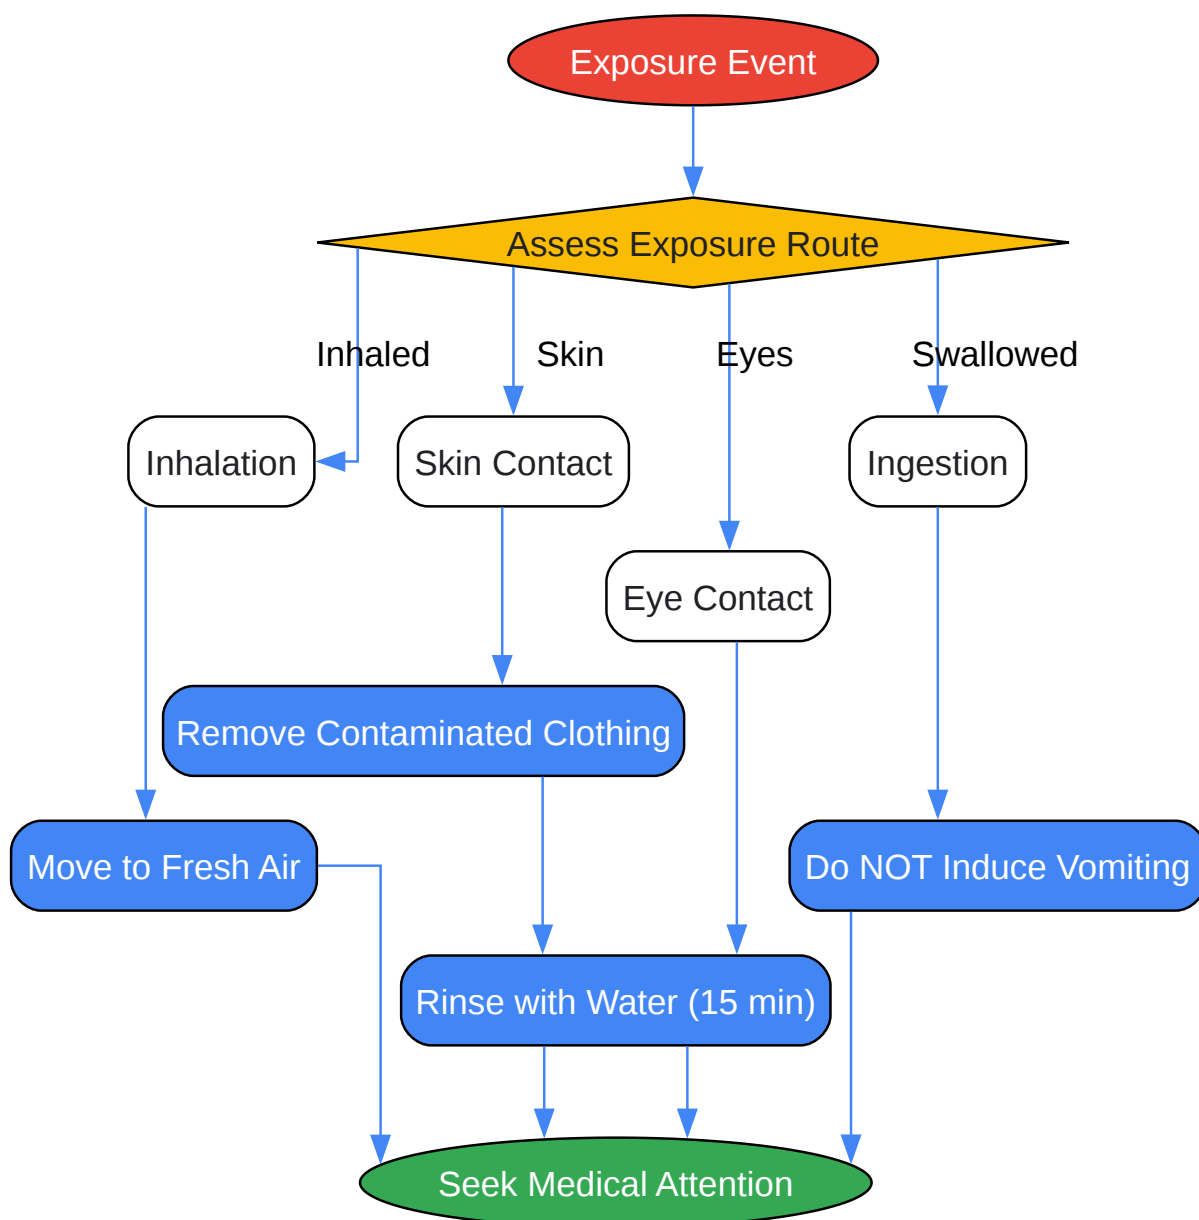 Exposure Event
Assess Exposure Route
Inhaled
Skin
Eyes
Swallowed
Inhalation
Skin Contact
Ingestion
Eye Contact
Remove Contaminated Clothing
Move to Fresh Air
Do NOT Induce Vomiting
Rinse with Water (15 min)
Seek Medical Attention